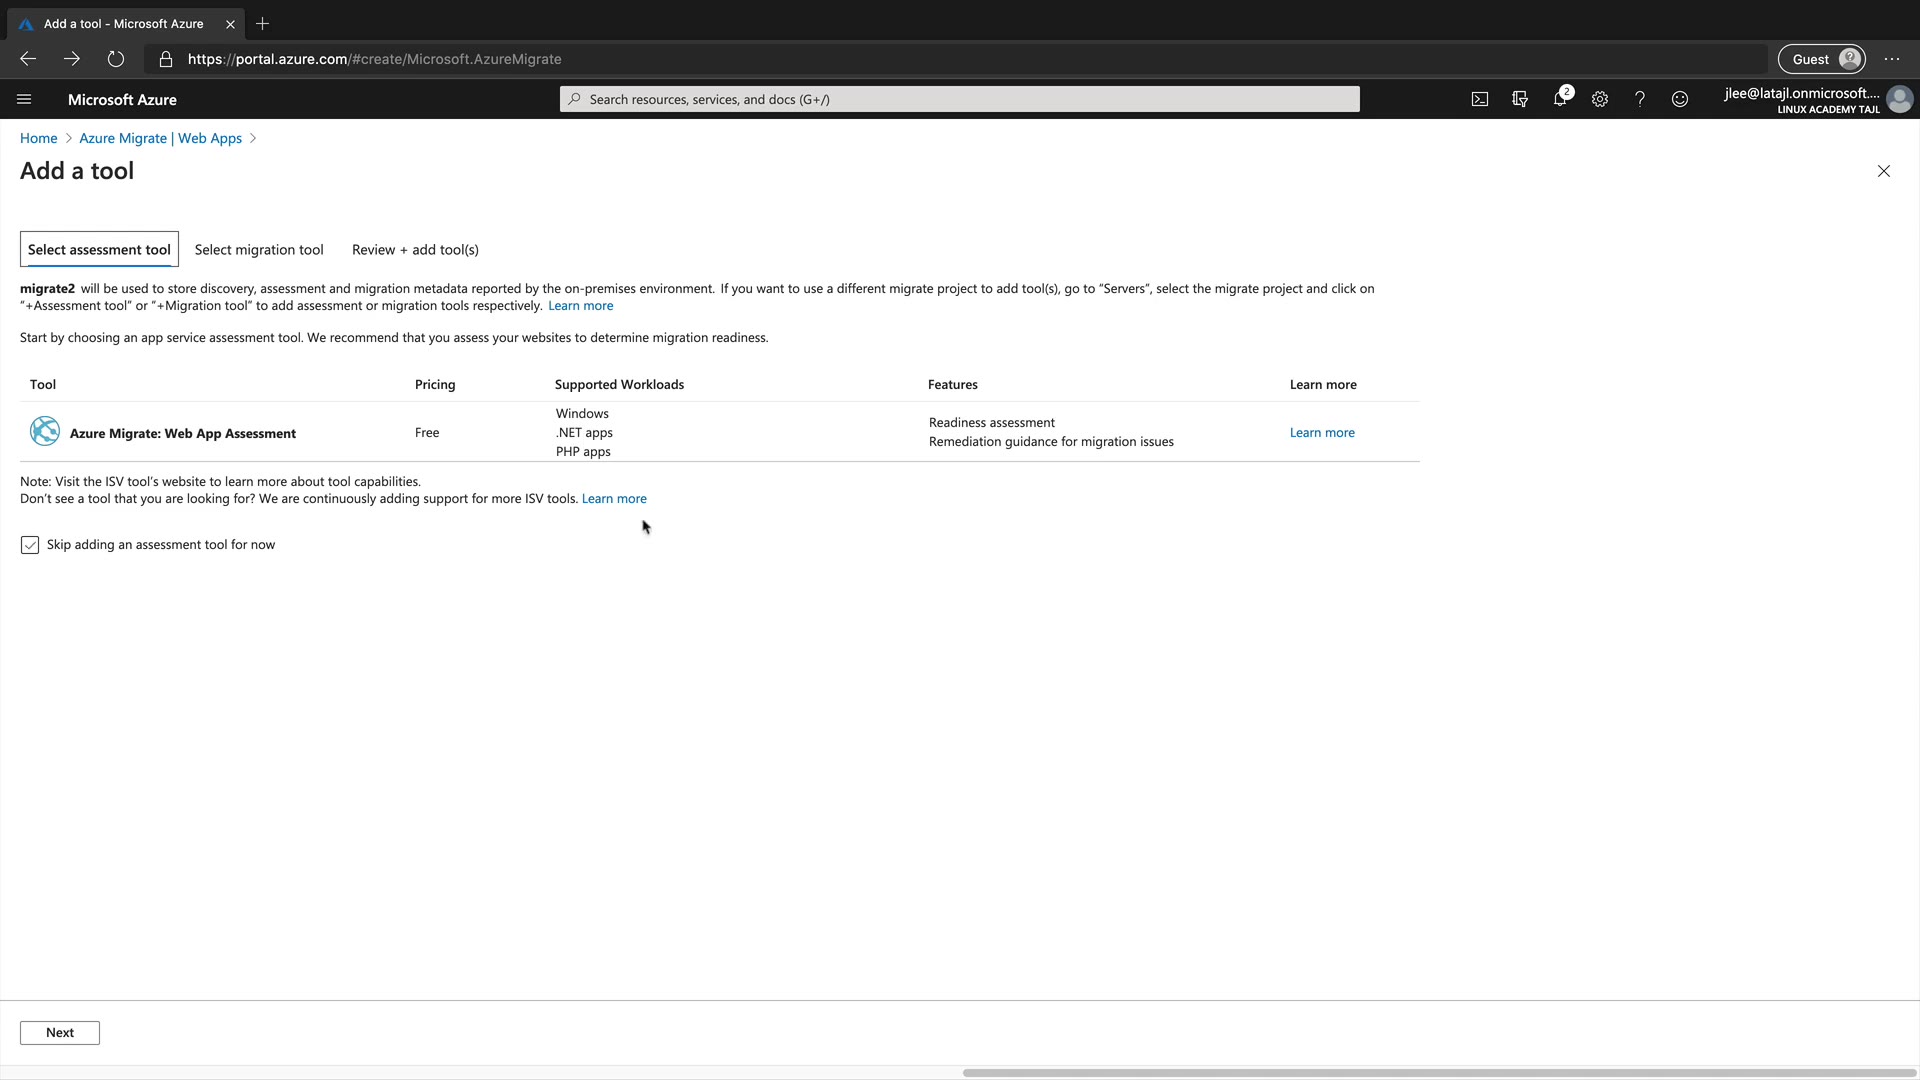 Add a tool - Microsoft Azure
https://portal.azure.com/#create/Microsoft.AzureMigrate
Guest
Microsoft Azure
Search resources, services, and docs (G+/)
2
jlee@latajl.onmicrosoft....
LINUX ACADEMY TAJL
Home > Azure Migrate | Web Apps >
Add a tool
Select assessment tool Select migration tool Review + add tool(s)
migrate2 will be used to store discovery, assessment and migration metadata reported by the on-premises environment. If you want to use a different migrate project to add tool(s), go to "Servers", select the migrate project and click on
"+Assessment tool" or "+Migration tool" to add assessment or migration tools respectively. Learn more
Start by choosing an app service assessment tool. We recommend that you assess your websites to determine migration readiness.
Tool Pricing Supported Workloads Features Learn more
Windows
Readiness assessment
Azure Migrate: Web App Assessment Free .NET apps Learn more
Remediation guidance for migration issues
PHP apps
Note: Visit the ISV tool's website to learn more about tool capabilities.
Don't see a tool that you are looking for? We are continuously adding support for more ISV tools. Learn more
Skip adding an assessment tool for now
Next